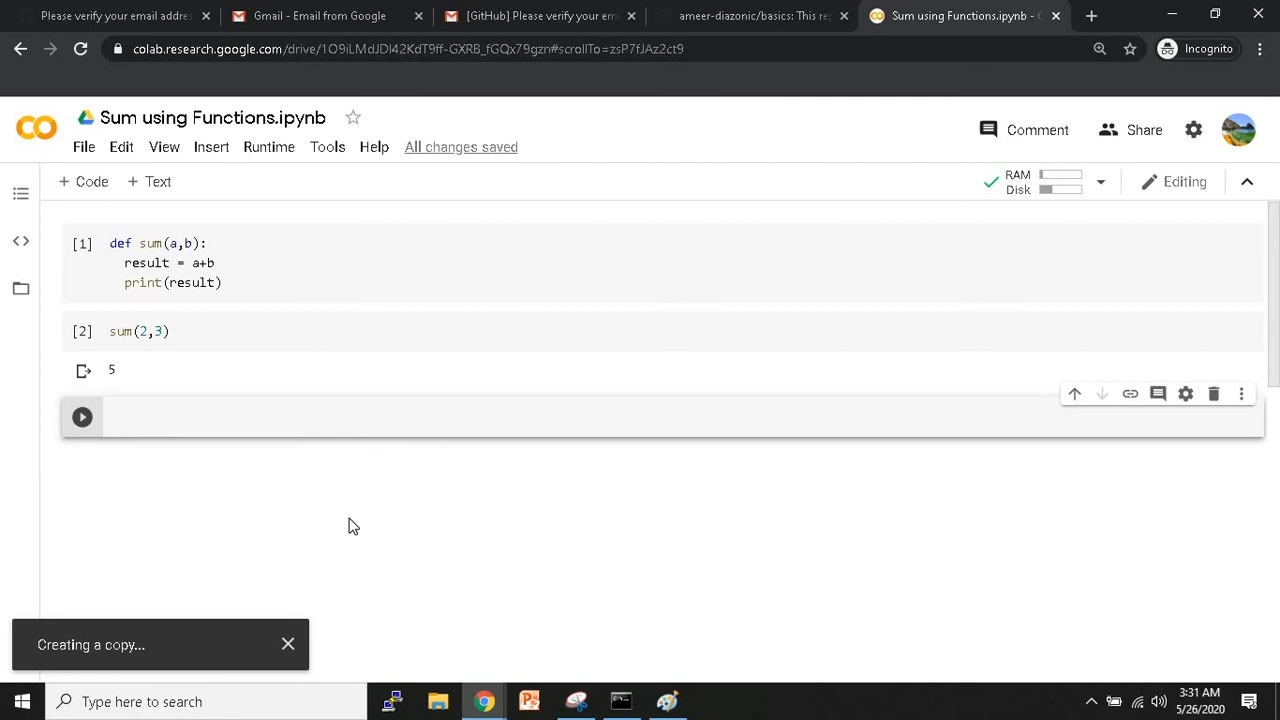 Please verify your email addre
Gmail - Email from Google
[GitHub] Please verify your em
ameer-diazonic/basics: This re
Sum using Functions.ipynb -
colab.research.google.com/drive/1O9iLMdJDl42KdT9ff-GXRB_fGQx79gzn#scrollTo=zsP7fJAz2ct9
Incognito
Sum using Functions.ipynb
Comment
Share
File Edit View Insert Runtime Tools Help All changes saved
+ Code + Text
RAM
Disk
Editing
[1] def sum(a,b):
result = a+b
print(result)
[2] sum(2,3)
5
Creating a copy...
Type here to search
3:31 AM
5/26/2020